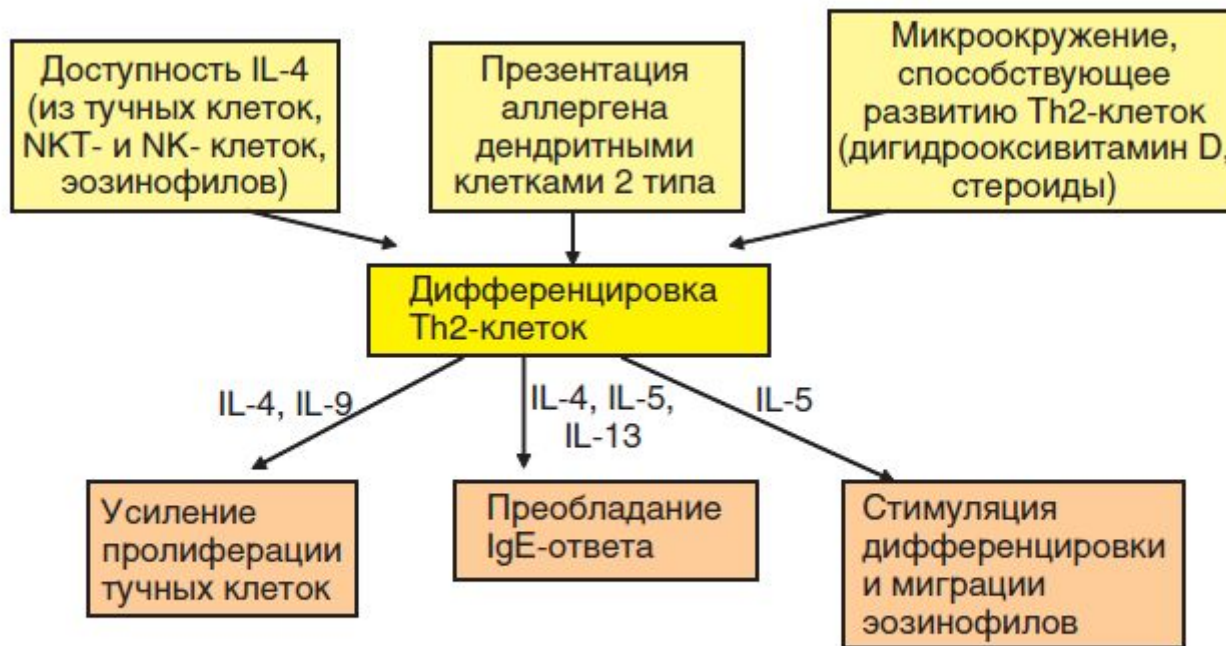 Доступность IL-4
(из тучных клеток,
NKT- и NK- клеток,
эозинофилов)
Презентация
аллергена
дендритными
клетками 2 типа
Микроокружение,
способствующее
развитию Th2-клеток
(дигидрооксивитамин D,
стероиды)
Дифференцировка
Th2-клеток
IL-4, IL-9
IL-4, IL-5,
IL-13
IL-5
Усиление
пролиферации
тучных клеток
Преобладание
IgE-ответа
Стимуляция
дифференцировки
и миграции
эозинофилов